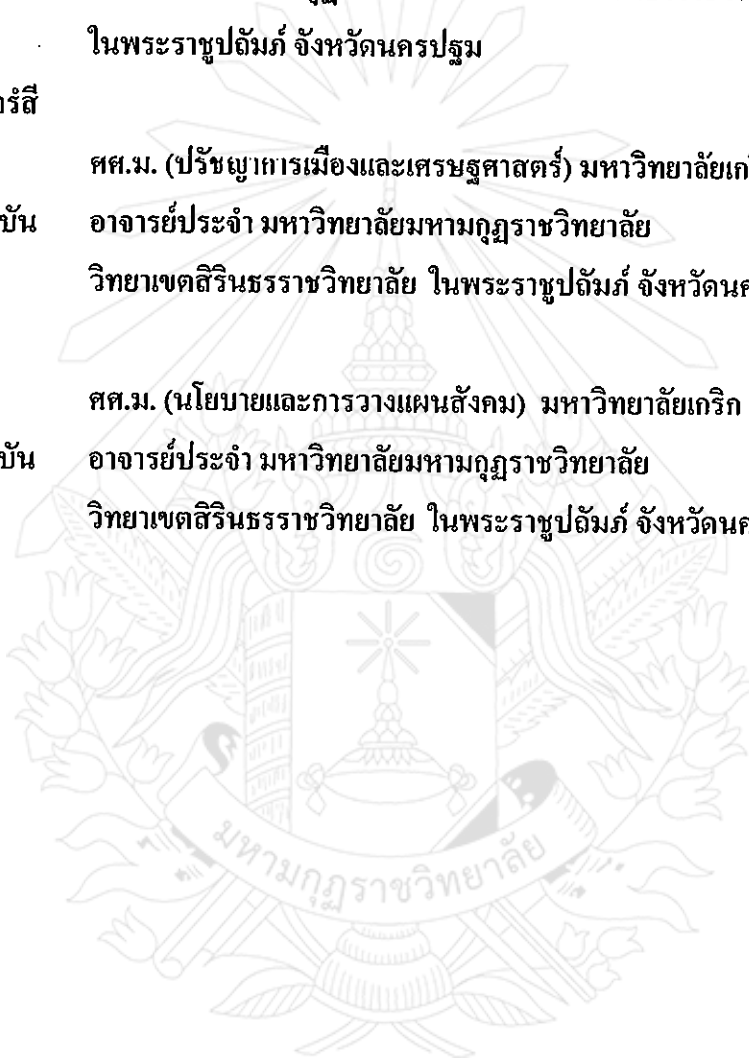 ในพระราชูปถัมภ์ จังหวัดนครปฐม
รํสี
ศศ.ม. (ปรัชญาการเมืองและเศรษฐศาสตร์) มหาวิทยาลัยเก
บัน อาจารย์ประจำ มหาวิทยาลัยมหามกุฏราชวิทยาลัย
วิทยาเขตสิรินธรราชวิทยาลัย ในพระราชูปถัมภ์ จังหวัดนค
ศศ.ม. (นโยบายและการวางแผนสังคม) มหาวิทยาลัยเกริก
บัน อาจารย์ประจำ มหาวิทยาลัยมหามกุฏราชวิทยาลัย
วิทยาเขตสิรินธรราชวิทยาลัย ในพระราชูปถัมภ์ จังหวัดนค
มหามกุฏราชวิทยาลัย